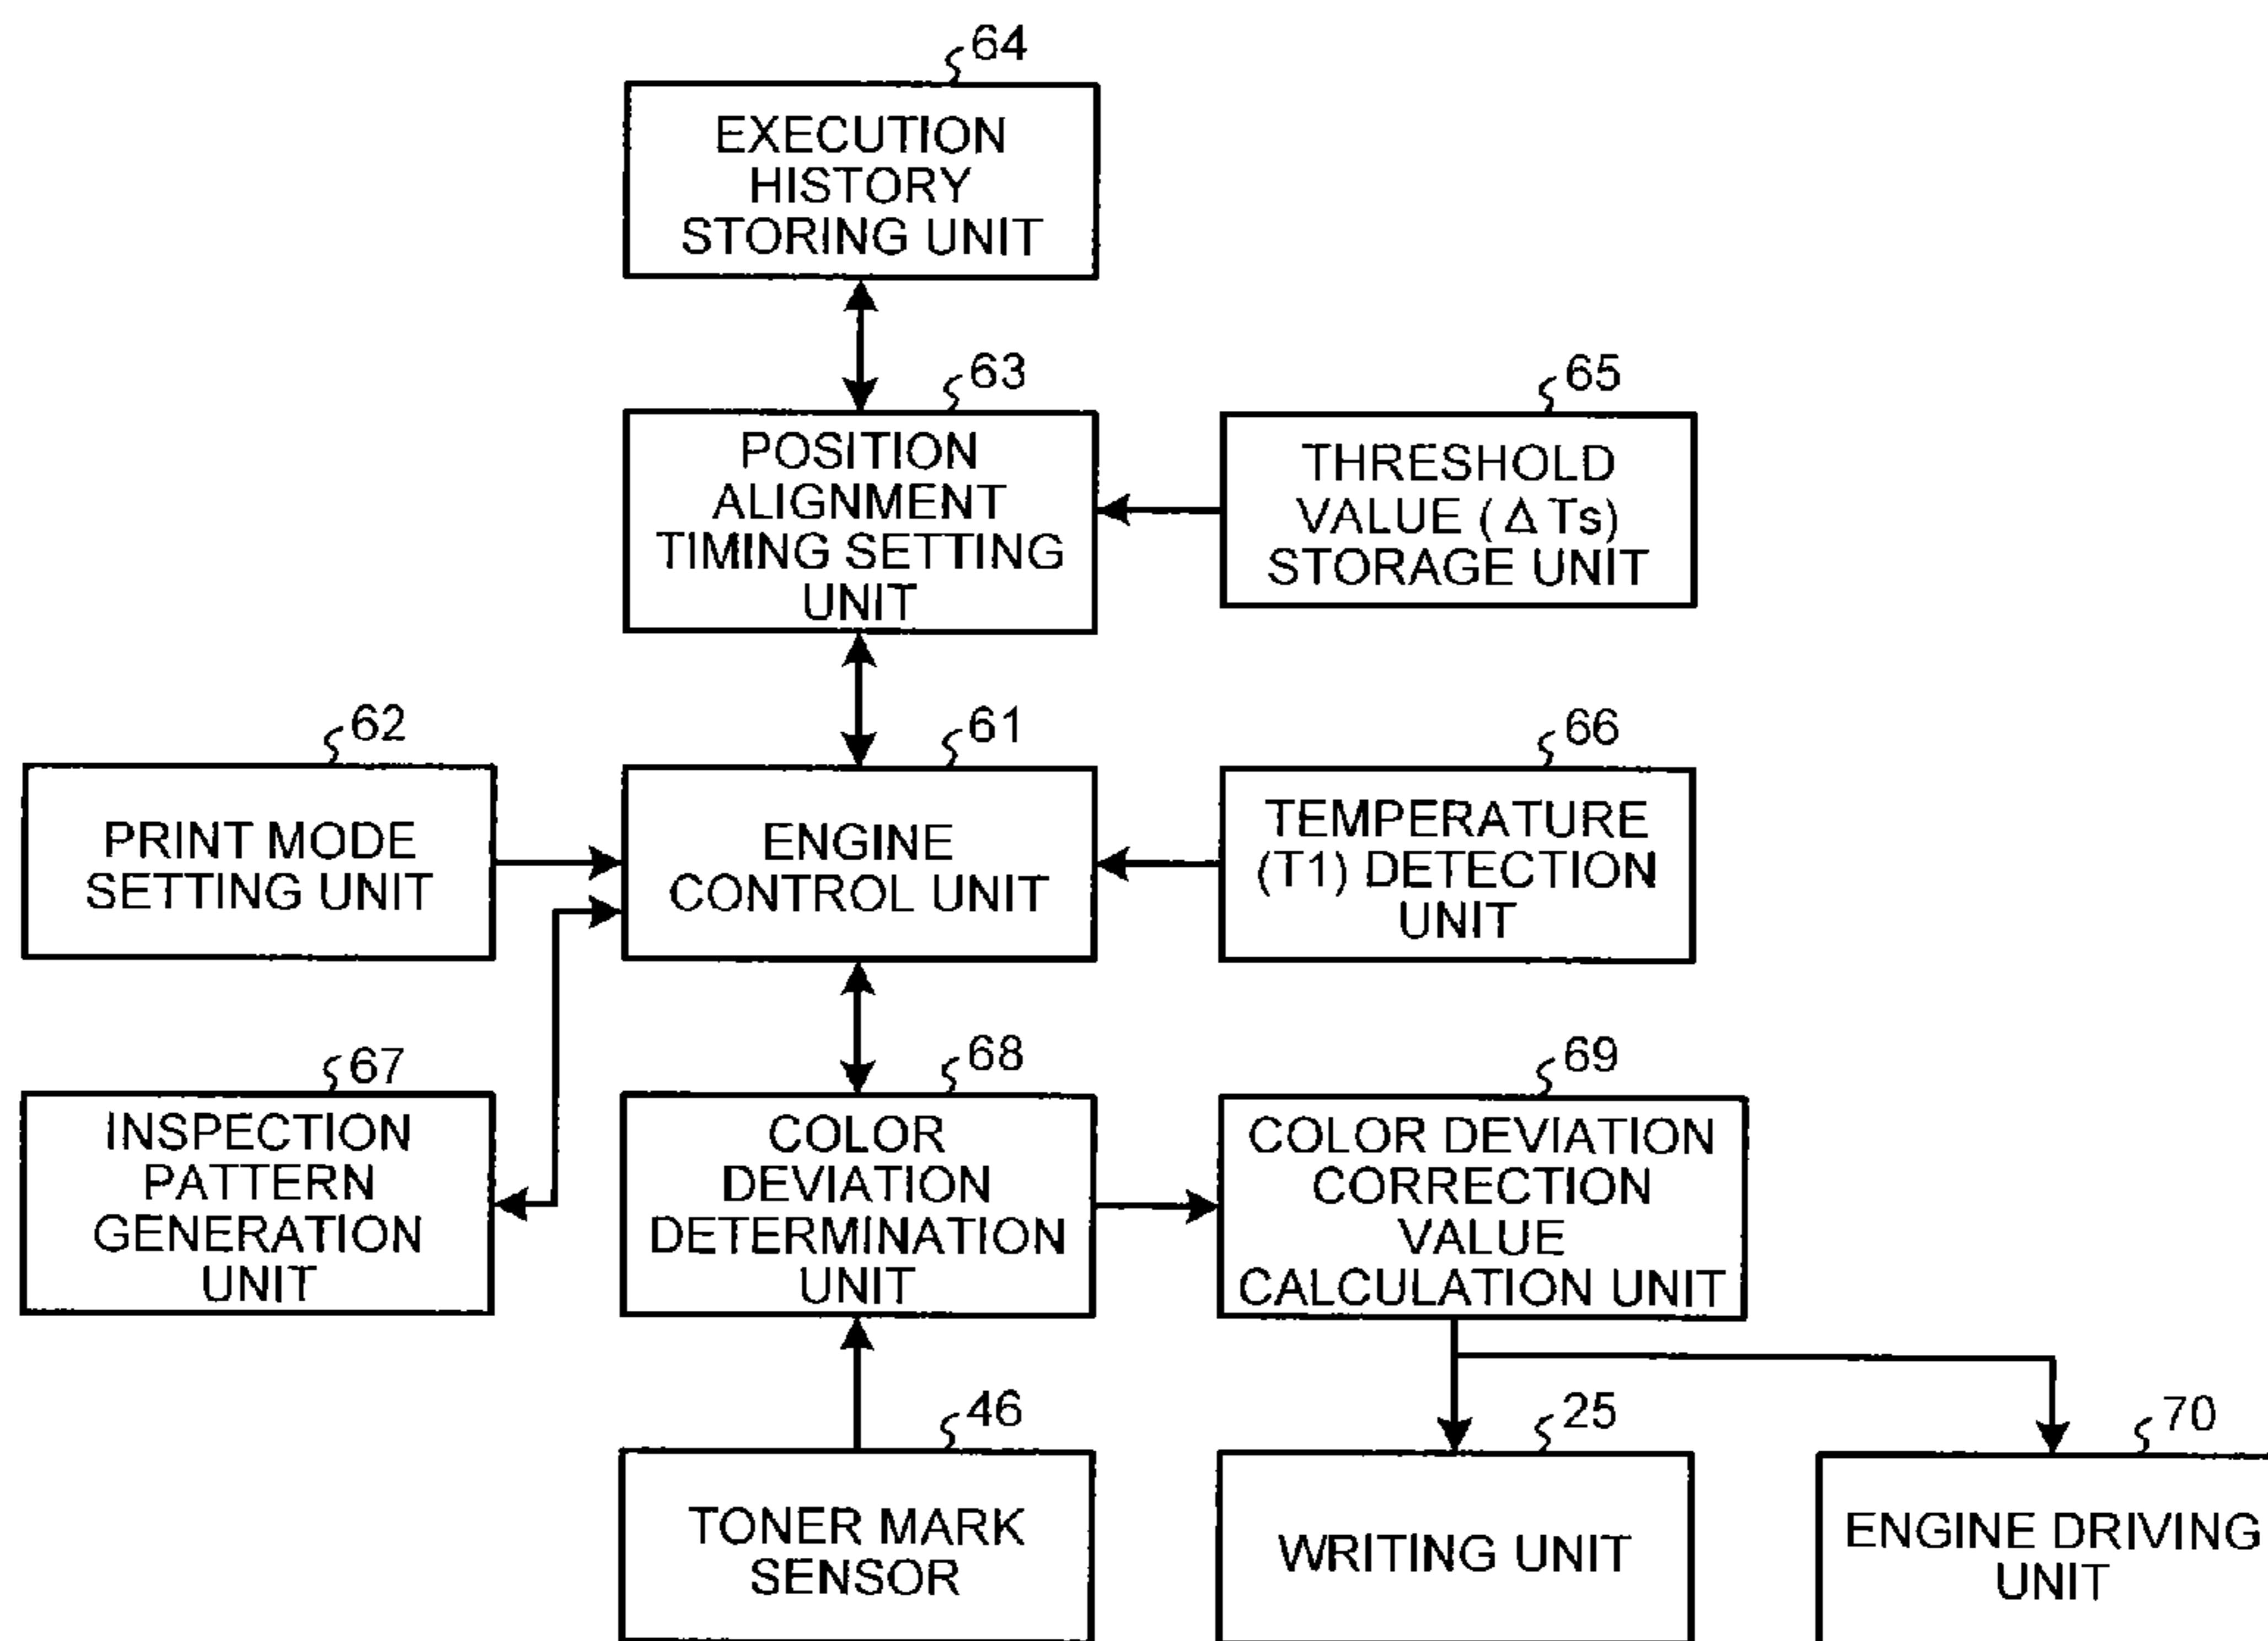 64
EXECUTION
HISTORY
STORING UNIT
63
POSITION
ALIGNMENT
TIMING SETTING
UNIT
65
THRESHOLD
VALUE (Δ Ts)
STORAGE UNIT
62
PRINT MODE
SETTING UNIT
61
ENGINE
CONTROL UNIT
66
TEMPERATURE
(T1) DETECTION
UNIT
67
INSPECTION
PATTERN
GENERATION
UNIT
68
COLOR
DEVIATION
DETERMINATION
UNIT
69
COLOR DEVIATION
CORRECTION
VALUE
CALCULATION UNIT
46
TONER MARK
SENSOR
25
WRITING UNIT
70
ENGINE DRIVING
UNIT